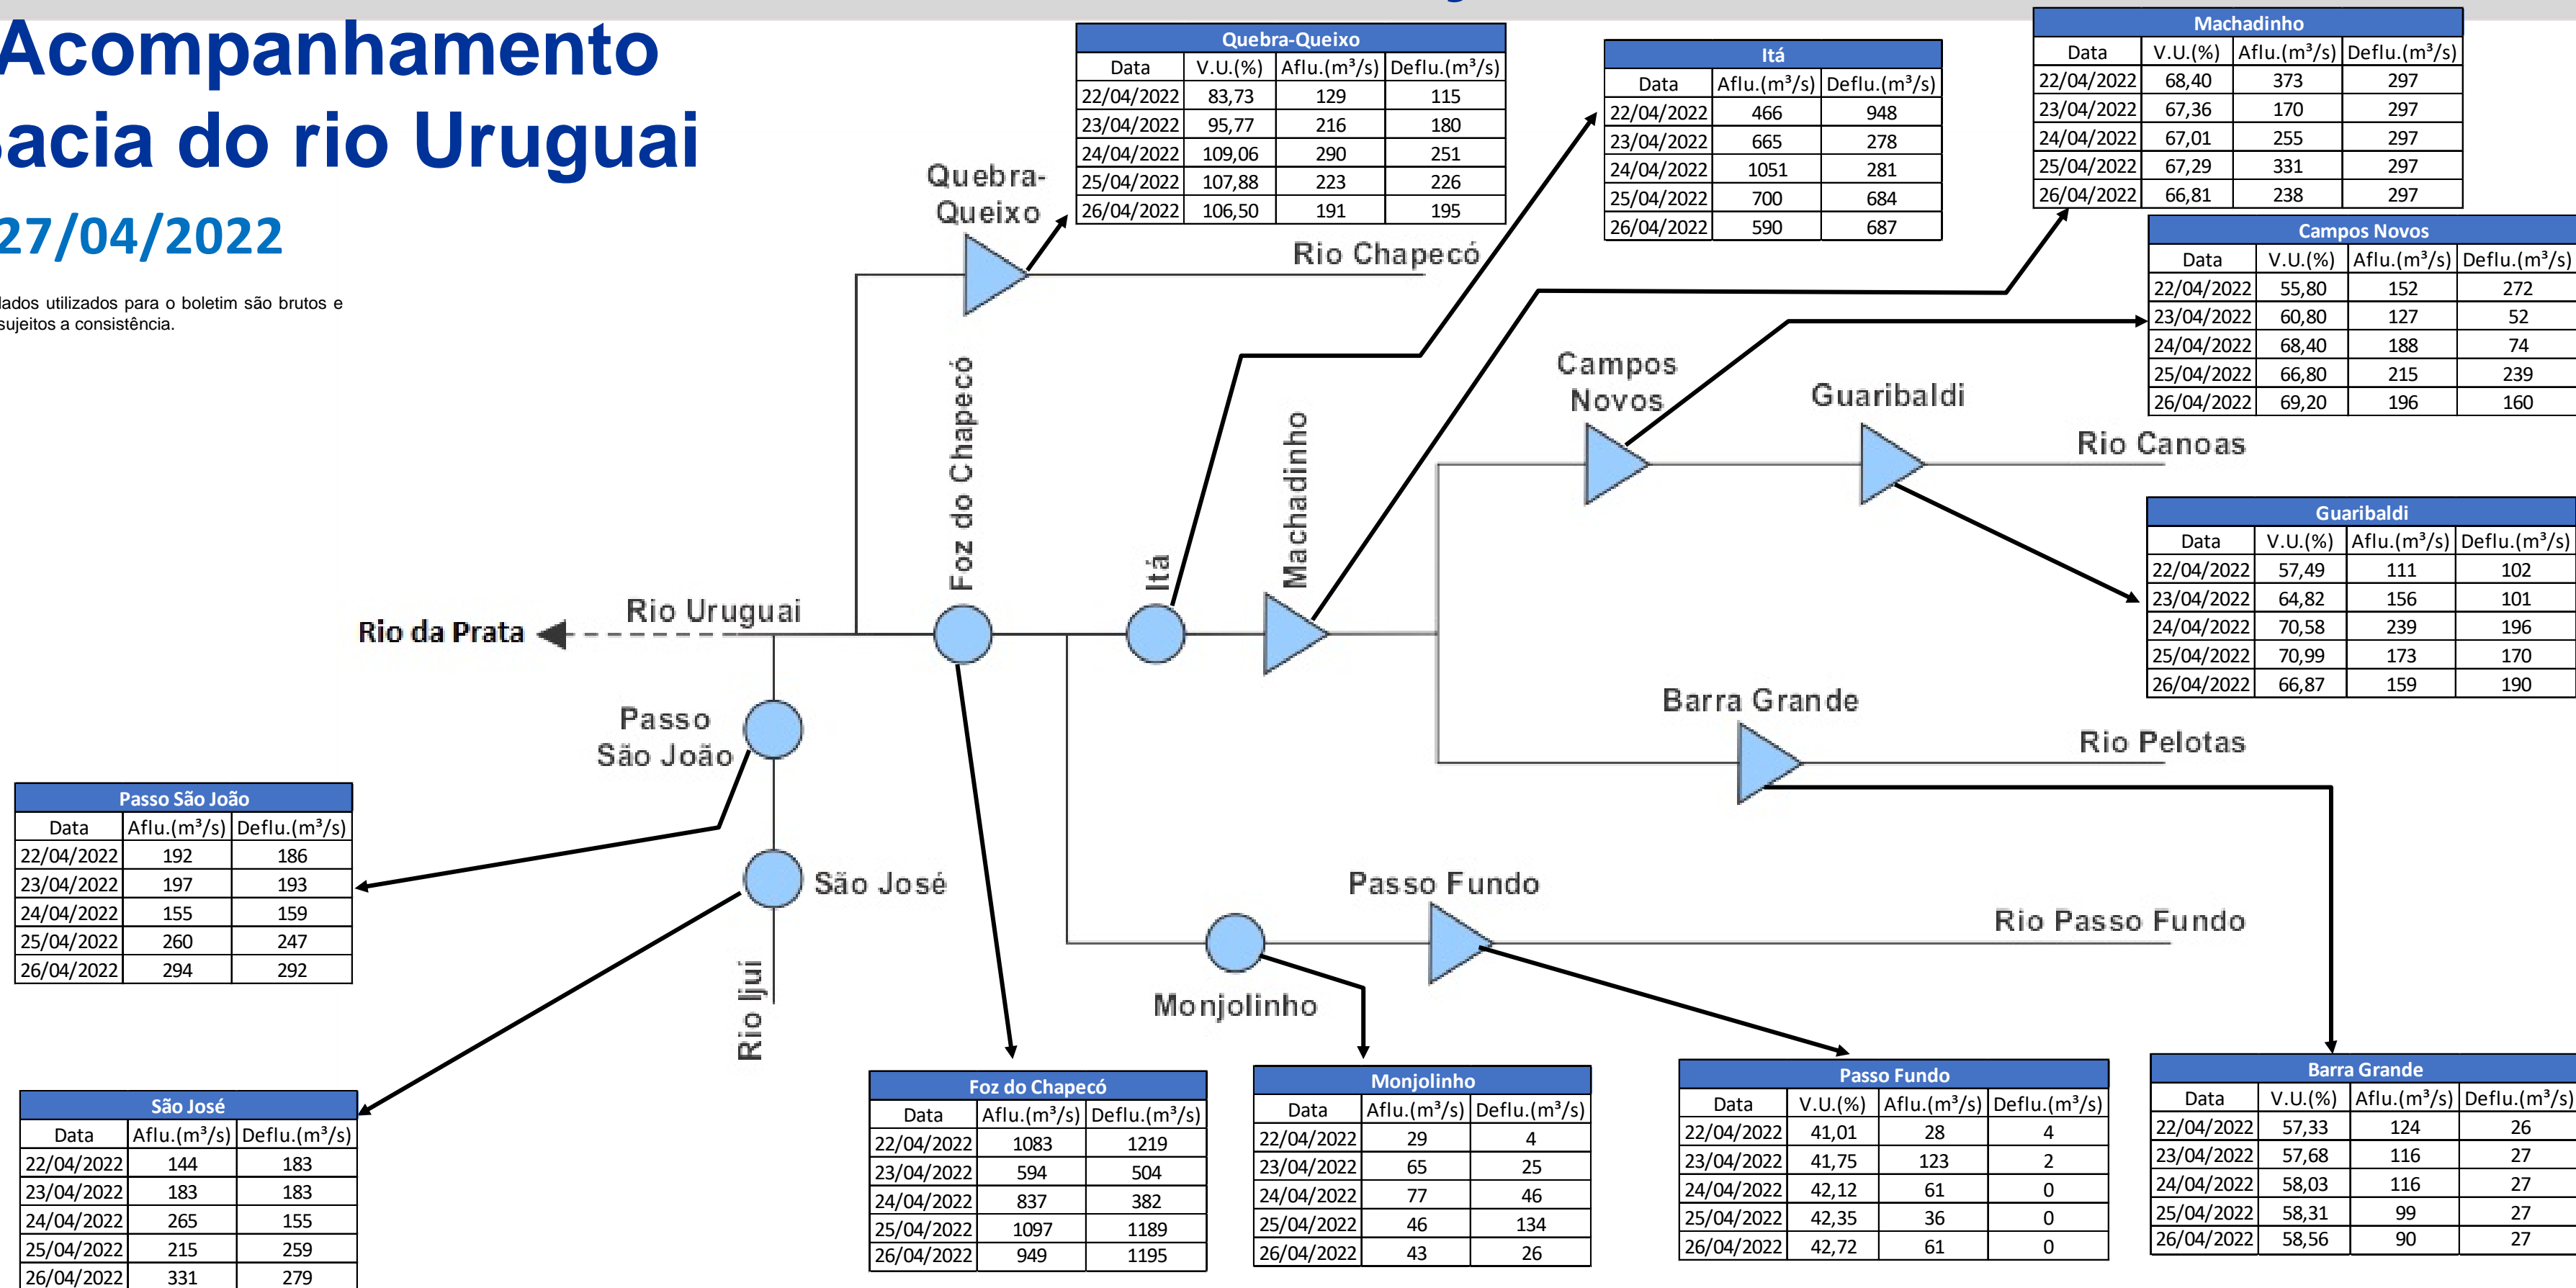 Acompanhamento
acia do rio Uruguai
27/04/2022
dados utilizados para o boletim são brutos e
sujeitos a consistência.
Quebra-Queixo
Data V.U.(%) Aflu.(m³/s) Deflu.(m³/s)
22/04/2022 83,73 129 115
23/04/2022 95,77 216 180
24/04/2022 109,06 290 251
25/04/2022 107,88 223 226
26/04/2022 106,50 191 195
Itá
Data Aflu.(m³/s) Deflu.(m³/s)
22/04/2022 466 948
23/04/2022 665 278
24/04/2022 1051 281
25/04/2022 700 684
26/04/2022 590 687
Machadinho
Data V.U.(%) Aflu.(m³/s) Deflu.(m³/s)
22/04/2022 68,40 373 297
23/04/2022 67,36 170 297
24/04/2022 67,01 255 297
25/04/2022 67,29 331 297
26/04/2022 66,81 238 297
Campos Novos
Data V.U.(%) Aflu.(m³/s) Deflu.(m³/s)
22/04/2022 55,80 152 272
23/04/2022 60,80 127 52
24/04/2022 68,40 188 74
25/04/2022 66,80 215 239
26/04/2022 69,20 196 160
Quebra-
Queixo
Rio Chapecó
Foz do Chapecó
Itá
Machadinho
Campos
Novos
Guaribaldi
Rio Canoas
Guaribaldi
Data V.U.(%) Aflu.(m³/s) Deflu.(m³/s)
22/04/2022 57,49 111 102
23/04/2022 64,82 156 101
24/04/2022 70,58 239 196
25/04/2022 70,99 173 170
26/04/2022 66,87 159 190
Rio da Prata
Rio Uruguai
Passo
São João
Barra Grande
Rio Pelotas
São José
Rio Ijuí
Passo Fundo
Rio Passo Fundo
Monjolinho
Passo São João
Data Aflu.(m³/s) Deflu.(m³/s)
22/04/2022 192 186
23/04/2022 197 193
24/04/2022 155 159
25/04/2022 260 247
26/04/2022 294 292
São José
Data Aflu.(m³/s) Deflu.(m³/s)
22/04/2022 144 183
23/04/2022 183 183
24/04/2022 265 155
25/04/2022 215 259
26/04/2022 331 279
Foz do Chapecó
Data Aflu.(m³/s) Deflu.(m³/s)
22/04/2022 1083 1219
23/04/2022 594 504
24/04/2022 837 382
25/04/2022 1097 1189
26/04/2022 949 1195
Monjolinho
Data Aflu.(m³/s) Deflu.(m³/s)
22/04/2022 29 4
23/04/2022 65 25
24/04/2022 77 46
25/04/2022 46 134
26/04/2022 43 26
Passo Fundo
Data V.U.(%) Aflu.(m³/s) Deflu.(m³/s)
22/04/2022 41,01 28 4
23/04/2022 41,75 123 2
24/04/2022 42,12 61 0
25/04/2022 42,35 36 0
26/04/2022 42,72 61 0
Barra Grande
Data V.U.(%) Aflu.(m³/s) Deflu.(m³/s)
22/04/2022 57,33 124 26
23/04/2022 57,68 116 27
24/04/2022 58,03 116 27
25/04/2022 58,31 99 27
26/04/2022 58,56 90 27